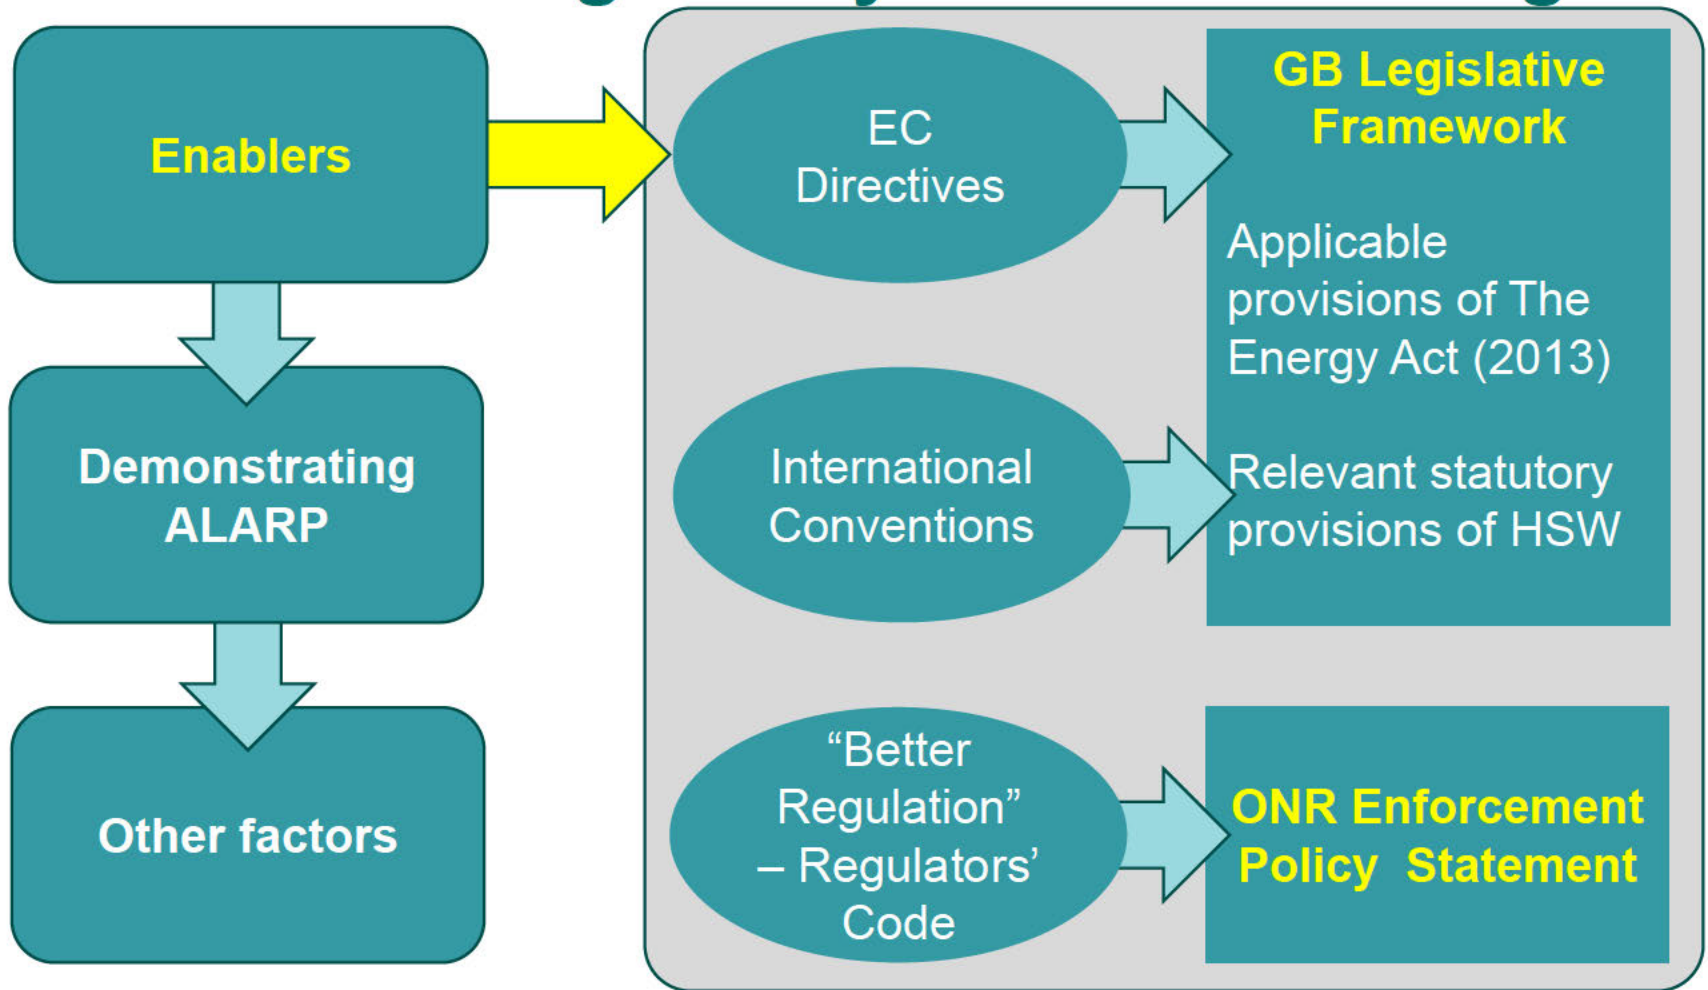 Enablers
Demonstrating
ALARP
Other factors
EC
Directives
International
Conventions
“Better
Regulation”
– Regulators’
Code
GB Legislative
Framework
Applicable
provisions of The
Energy Act (2013)
Relevant statutory
provisions of HSW
ONR Enforcement
Policy  Statement